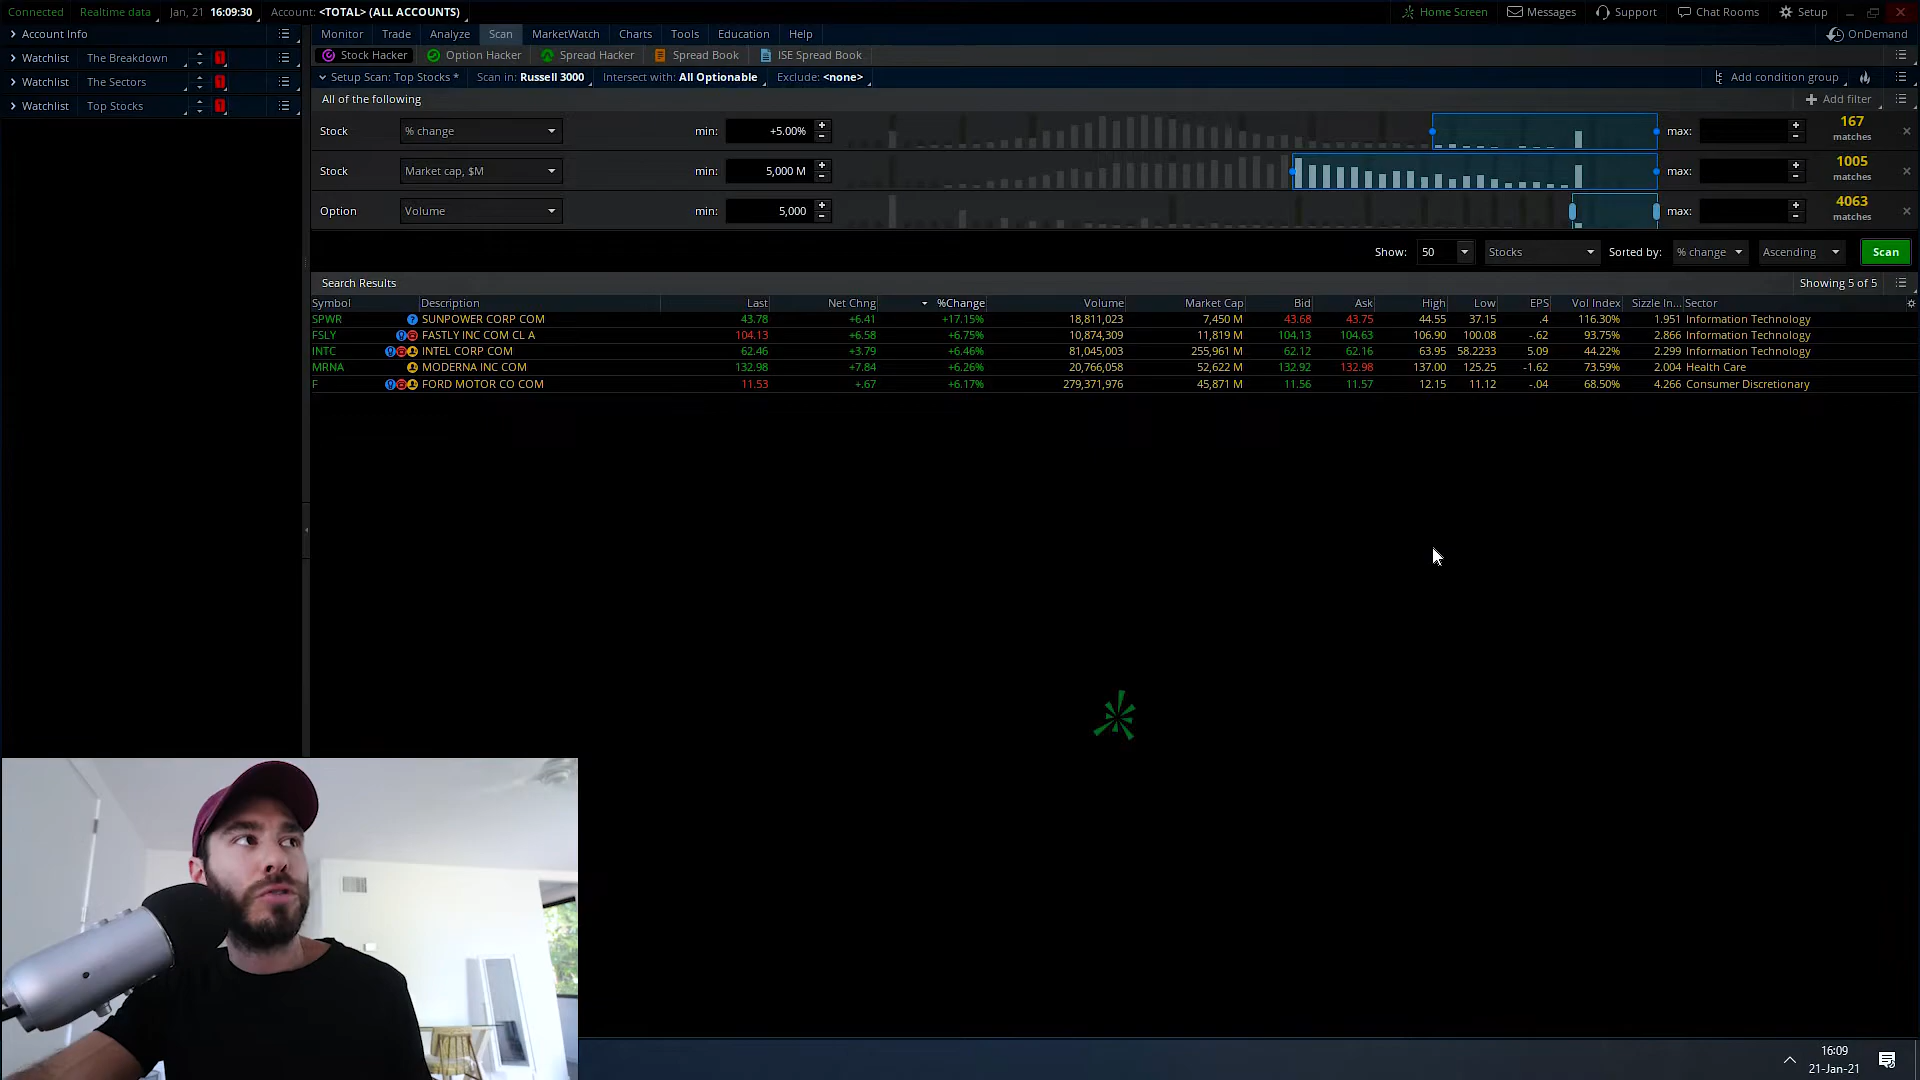 Connected Realtime data Jan, 21 16:09:30 Account: <TOTAL> (ALL ACCOUNTS) Home Screen Messages Support Chat Rooms Setup
Account Info Monitor Trade Analyze Scan MarketWatch Charts Tools Education Help OnDemand
Watchlist The Breakdown 1 Stock Hacker Option Hacker Spread Hacker Spread Book ISE Spread Book
Watchlist The Sectors 1 Setup Scan: Top Stocks * Scan in: Russell 3000 Intersect with: All Optionable Exclude: <none> Add condition group
Watchlist Top Stocks 1 All of the following Add filter
Stock % change min: +5.00% max: 167 matches
Stock Market cap, $M min: 5,000 M max: 1005 matches
Option Volume min: 5,000 max: 4063 matches
Show: 50 Stocks Sorted by: % change Ascending Scan
Search Results Showing 5 of 5
Symbol Description Last Net Chng %Change Volume Market Cap Bid Ask High Low EPS Vol Index Sizzle In... Sector
SPWR SUNPOWER CORP COM 43.78 +6.41 +17.15% 18,811,023 7,450 M 43.68 43.75 44.55 37.15 .4 116.30% 1.951 Information Technology
FSLY FASTLY INC COM CL A 104.13 +6.58 +6.75% 10,874,309 11,819 M 104.13 104.63 106.90 100.08 -.62 93.75% 2.866 Information Technology
INTC INTEL CORP COM 62.46 +3.79 +6.46% 81,045,003 255,961 M 62.12 62.16 63.95 58.2233 5.09 44.22% 2.299 Information Technology
MRNA MODERNA INC COM 132.98 +7.84 +6.26% 20,766,058 52,622 M 132.92 132.98 137.00 125.25 -1.62 73.59% 2.004 Health Care
F FORD MOTOR CO COM 11.53 +.67 +6.17% 279,371,976 45,871 M 11.56 11.57 12.15 11.12 -.04 68.50% 4.266 Consumer Discretionary
16:09
21-Jan-21